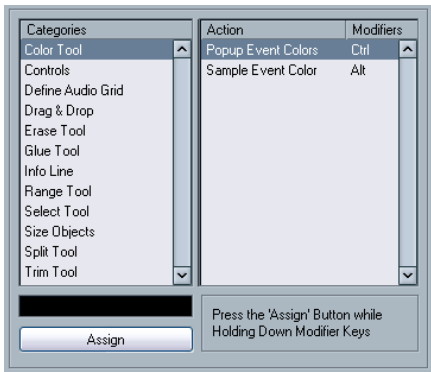 Categories
Color Tool
Controls
Define Audio Grid
Drag & Drop
Erase Tool
Glue Tool
Info Line
Range Tool
Select Tool
Size Objects
Split Tool
Trim Tool
Action Modifiers
Popup Event Colors Ctrl
Sample Event Color Alt
Assign
Press the 'Assign' Button while
Holding Down Modifier Keys